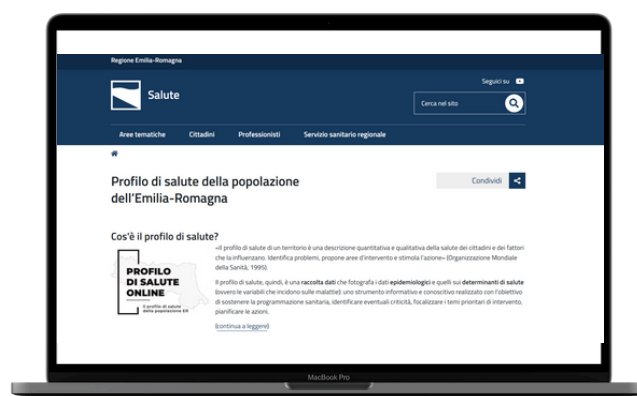 Regione Emilia-Romagna
Seguici su
Salute
Cerca nel sito
Aree tematiche Cittadini Professionisti Servizio sanitario regionale
Profilo di salute della popolazione
dell'Emilia-Romagna
Condividi
Cos'è il profilo di salute?
«Il profilo di salute di un territorio è una descrizione quantitativa e qualitativa della salute dei cittadini e dei fattori
che la influenzano. Identifica problemi, propone aree d'intervento e stimola l'azione» (Organizzazione Mondiale
della Sanità, 1995).
PROFILO
DI SALUTE
ONLINE
Il profilo di salute
della popolazione ER
Il profilo di salute, quindi, è una raccolta dati che fotografa i dati epidemiologici e quelli sui determinanti di salute
(ovvero le variabili che incidono sulle malattie): uno strumento informativo e conoscitivo realizzato con l'obiettivo
di sostenere la programmazione sanitaria, identificare eventuali criticità, focalizzare i temi prioritari di intervento,
pianificare le azioni.
(continua a leggere)
MacBook Pro